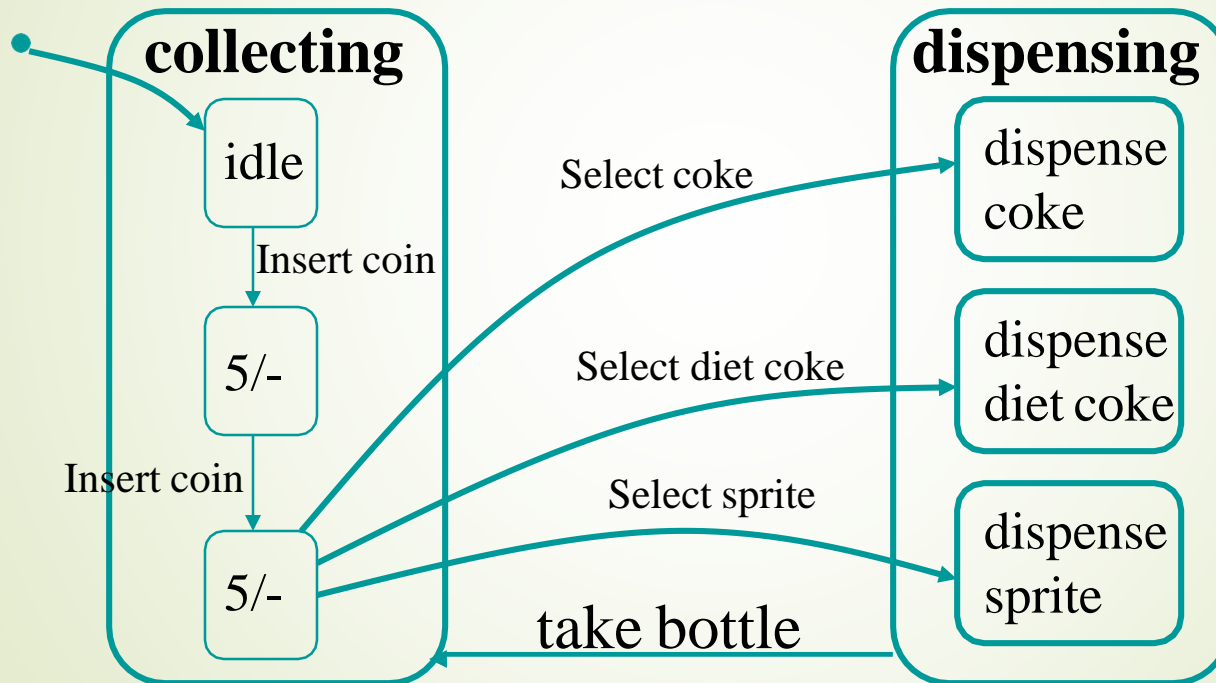 collecting
idle
Insert coin
5/-
Insert coin
5/-
Select coke
Select diet coke
Select sprite
take bottle
dispensing
dispense
coke
dispense
diet coke
dispense
sprite